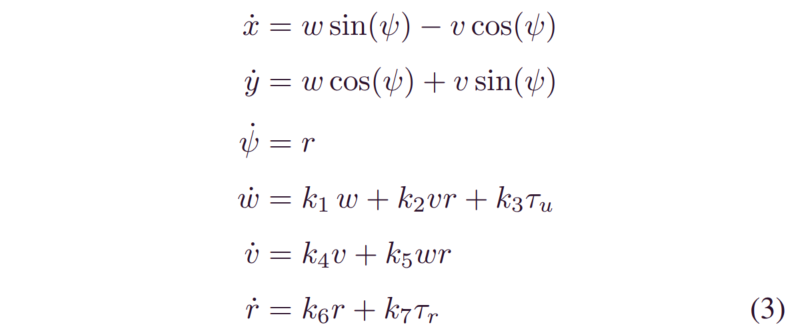 ẋ = w sin(ψ) − v cos(ψ)
ẏ = w cos(ψ) + v sin(ψ)
ψ̇ = r
ẇ = k₁ w + k₂vr + k₃τᵤ
v̇ = k₄v + k₅wr
ṙ = k₆r + k₇τᵣ (3)